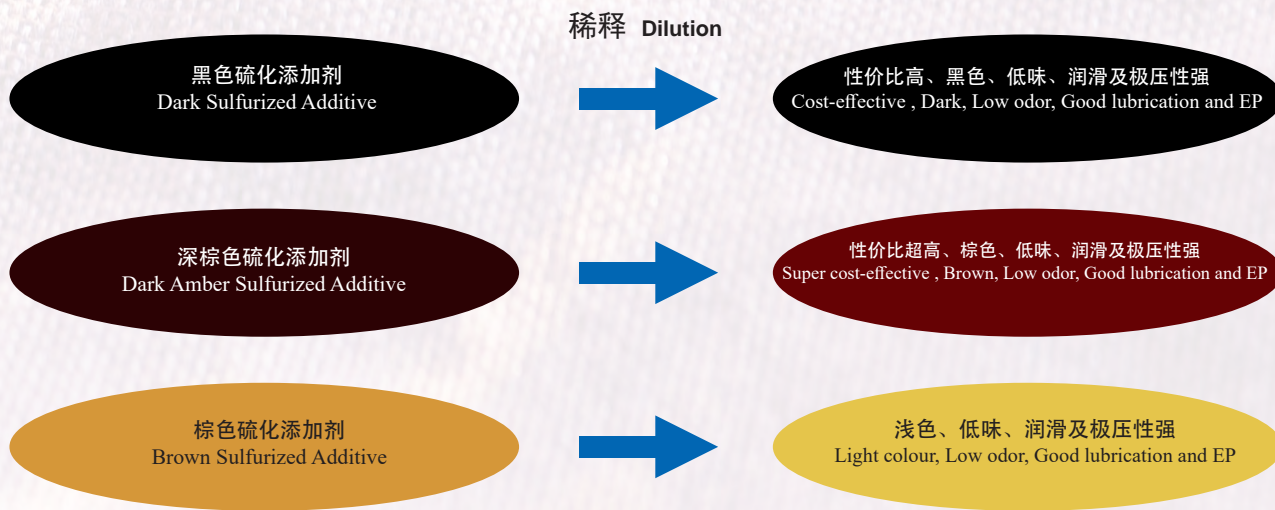 稀释 Dilution
黑色硫化添加剂
Dark Sulfurized Additive
性价比高、黑色、低味、润滑及极压性强
Cost-effective , Dark, Low odor, Good lubrication and EP
深棕色硫化添加剂
Dark Amber Sulfurized Additive
性价比超高、棕色、低味、润滑及极压性强
Super cost-effective , Brown, Low odor, Good lubrication and EP
棕色硫化添加剂
Brown Sulfurized Additive
浅色、低味、润滑及极压性强
Light colour, Low odor, Good lubrication and EP